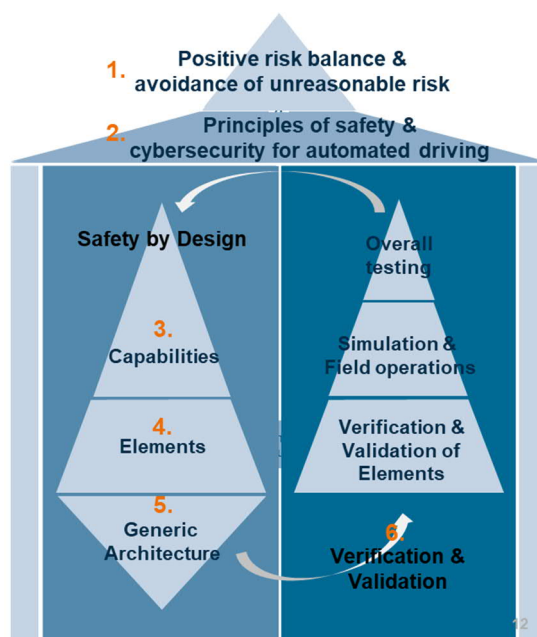 1. Positive risk balance &
avoidance of unreasonable risk
2. Principles of safety &
cybersecurity for automated driving
Safety by Design
3.
Capabilities
4.
Elements
5.
Generic
Architecture
Overall
testing
Simulation &
Field operations
Verification &
Validation of
Elements
6.
Verification &
Validation
12